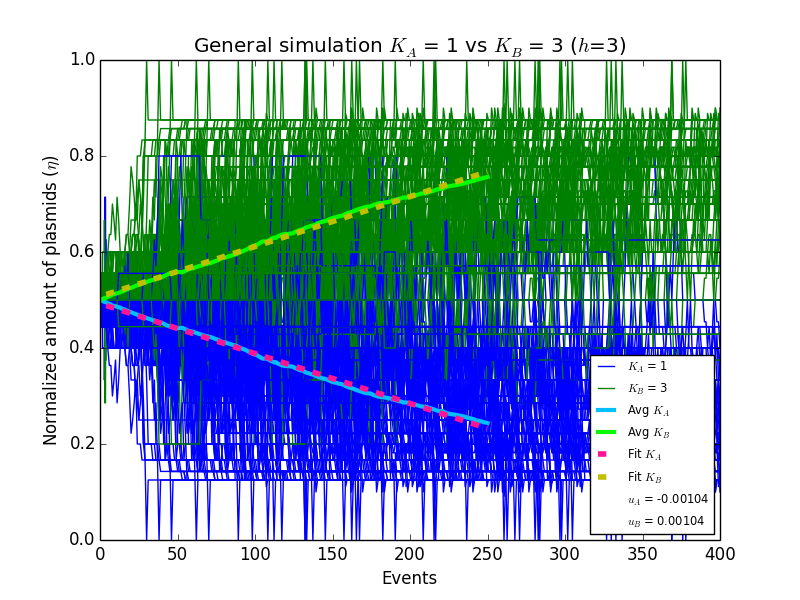 General simulation K_A = 1 vs K_B = 3 (h=3)
Normalized amount of plasmids (η)
1.0
0.8
0.6
0.4
0.2
0.0
0 50 100 150 200 250 300 350 400
Events
K_A = 1
K_B = 3
Avg K_A
Avg K_B
Fit K_A
Fit K_B
u_A = -0.00104
u_B = 0.00104